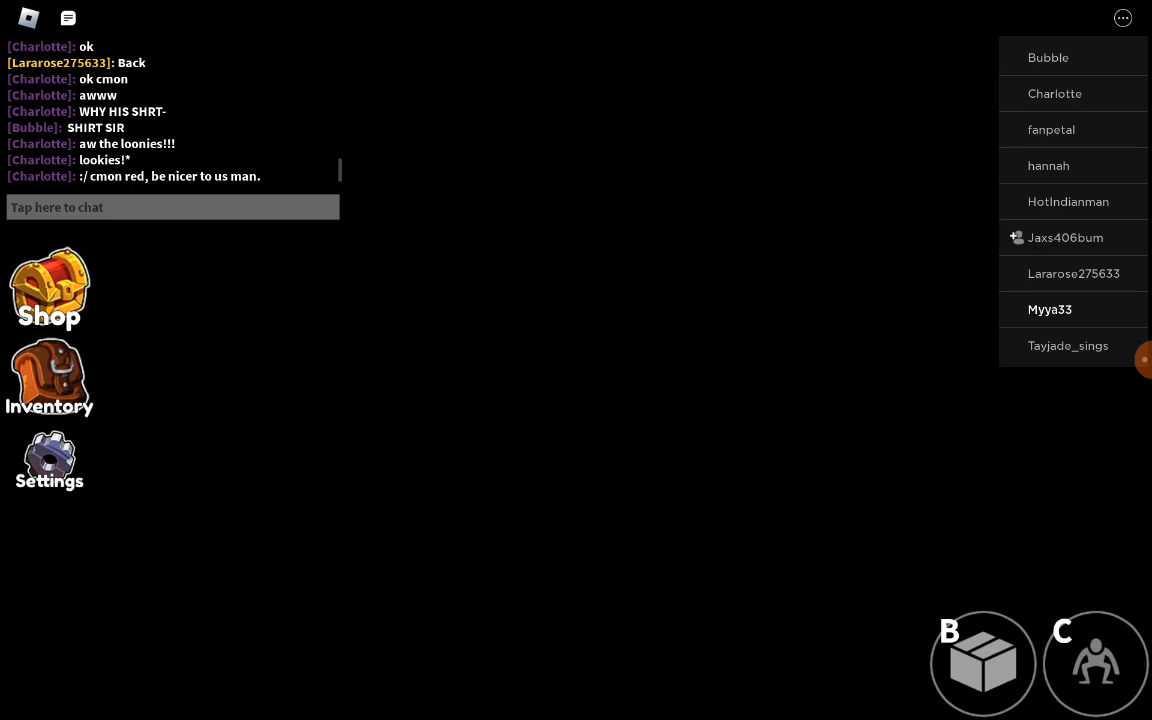 [Charlotte]: ok
[Lararose275633]: Back
[Charlotte]: ok cmon
[Charlotte]: awww
[Charlotte]: WHY HIS SHRT-
[Bubble]: SHIRT SIR
[Charlotte]: aw the loonies!!!
[Charlotte]: lookies!*
[Charlotte]: :/ cmon red, be nicer to us man.
Tap here to chat
Shop
Inventory
Settings
Bubble
Charlotte
fanpetal
hannah
HotIndianman
Jaxs406bum
Lararose275633
Myya33
Tayjade_sings
B
C